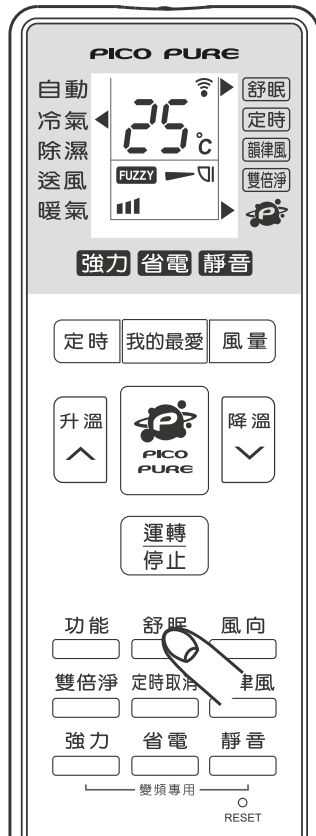 PICO PURE
自動 舒眠
冷氣 25°C 定時
除濕 韻律風
送風 FUZZY 雙倍淨
暖氣 P
強力 省電 靜音
定時 我的最愛 風量
升溫 P 降溫
PICO
PURE
運轉
停止
功能 舒眠 風向
雙倍淨 定時取消 律風
強力 省電 靜音
變頻專用
RESET